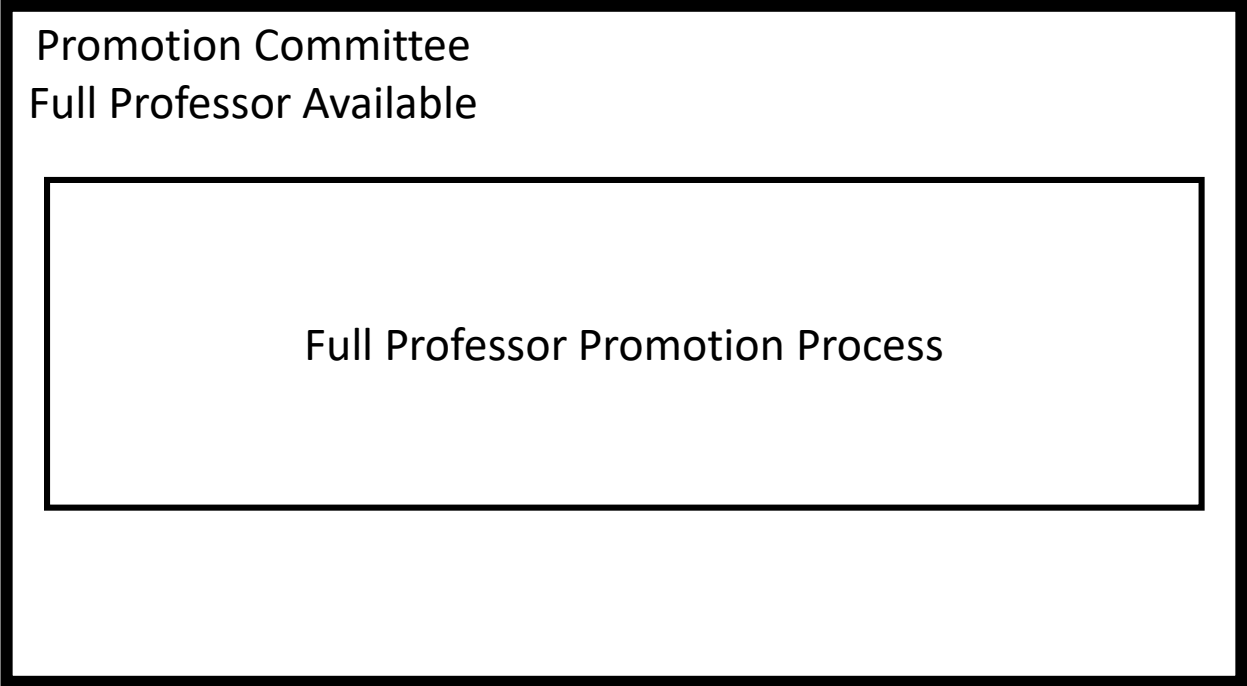 Promotion Committee
Full Professor Available
Full Professor Promotion Process